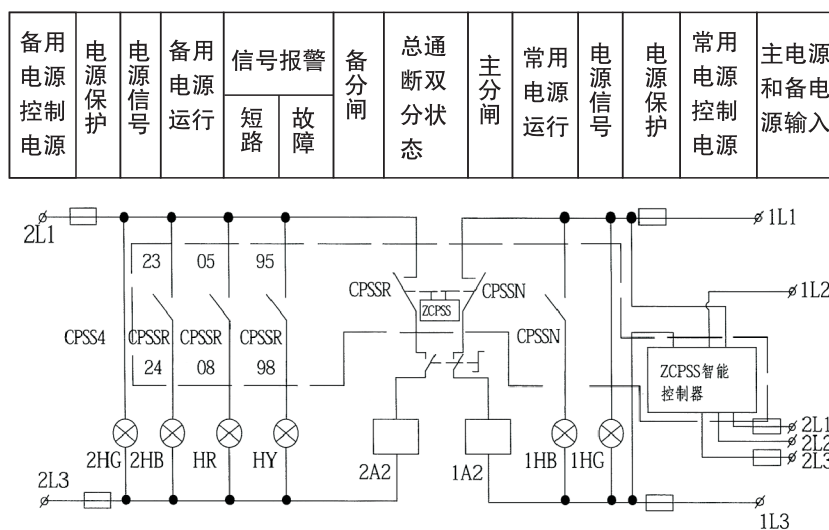 备用
电源
控制
电源
电源保护
电源信号
备用
电源
运行
信号报警
短路
故障
备分闸
总通
断双
分状
态
主分闸
常用
电源
运行
电源信号
电源保护
常用
电源
控制
电源
主电源
和备电
源输入
2L1
1L1
23
05
95
1L2
CPSSR
CPSSN
ZCPSS
CPSS4
CPSSR
CPSSR
CPSSR
CPSSN
24
08
98
ZCPSS智能
控制器
2L1
2L2
2L3
2HG
2HB
HR
HY
2A2
1A2
1HB
1HG
2L3
1L3